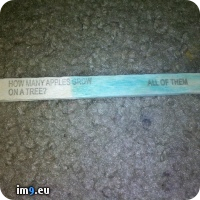 HOW MANY APPLES GROW
ON A TREE?
ALL OF THEM
im9.eu